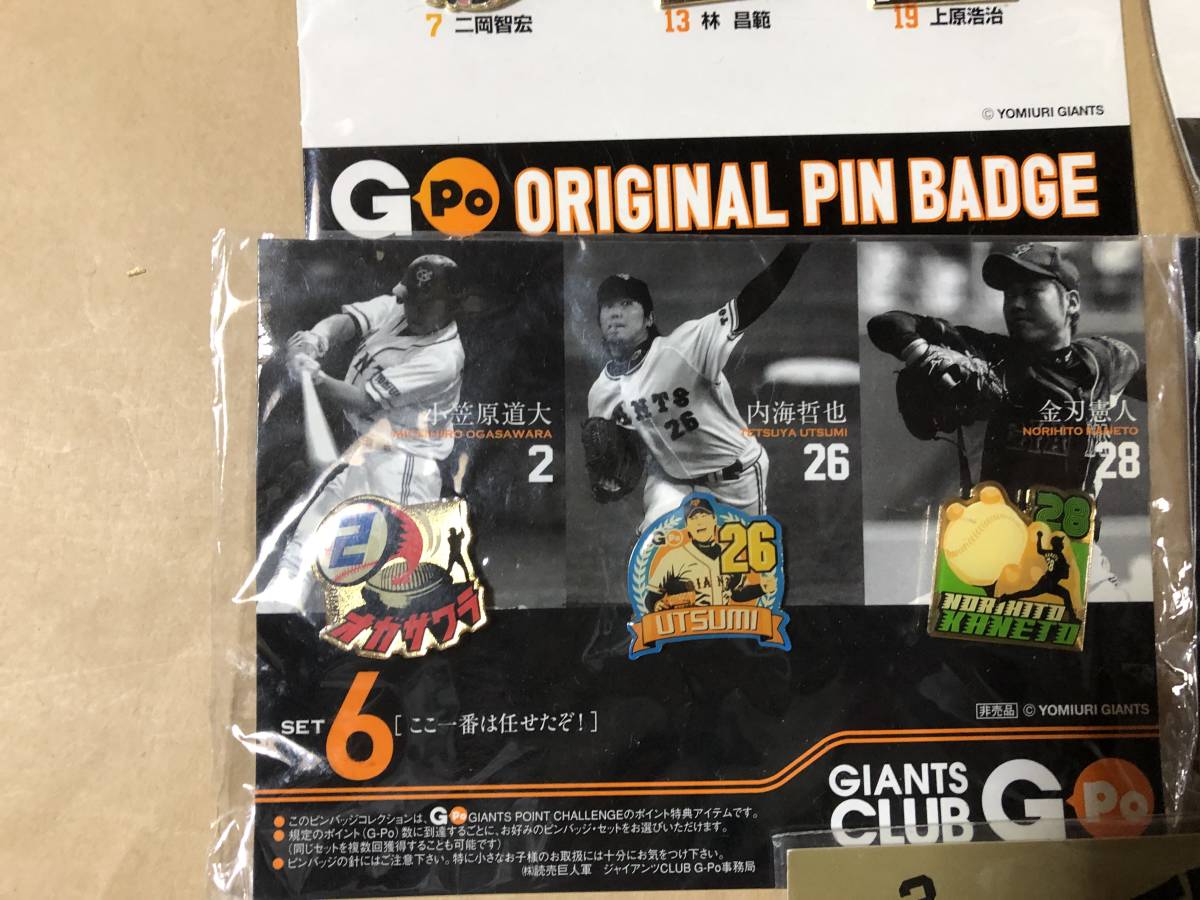 7 二岡智宏
13 林 昌範
19 上原浩治
© YOMIURI GIANTS
G Po ORIGINAL PIN BADGE
小笠原道大
MICHIHIRO OGASAWARA
2
内海哲也
TETSUYA UTSUMI
26
金刃憲人
NORIHITO KANETO
28
GIANTS
26
2
オガサワラ
G Po
26
GIANTS
UTSUMI
28
NORIHITO
KANETO
SET 6 [ここ一番は任せたぞ!]
非売品 © YOMIURI GIANTS
GIANTS
CLUB G Po
●このピンバッジコレクションは、G Po GIANTS POINT CHALLENGEのポイント特典アイテムです。
●規定のポイント(G-Po)数に到達するごとに、お好みのピンバッジ・セットをお選びいただけます。
(同じセットを複数回獲得することも可能です)
●ピンバッジの針にはご注意下さい。特に小さなお子様のお取扱には十分にお気をつけ下さい。
㈱読売巨人軍 ジャイアンツCLUB G-Po事務局